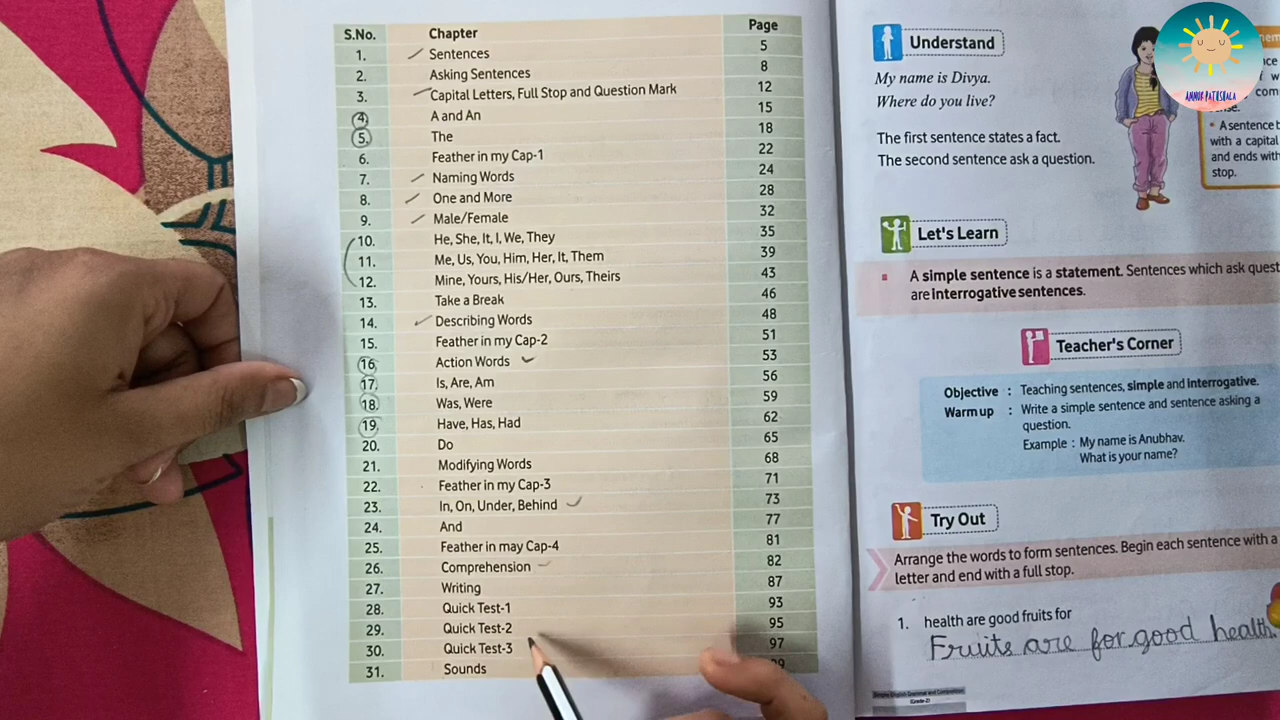 S.No. Chapter Page
1. Sentences 5
2. Asking Sentences 8
3. Capital Letters, Full Stop and Question Mark 12
4. A and An 15
5. The 18
6. Feather in my Cap-1 22
7. Naming Words 24
8. One and More 28
9. Male/Female 32
10. He, She, It, I, We, They 35
11. Me, Us, You, Him, Her, It, Them 39
12. Mine, Yours, His/Her, Ours, Theirs 43
13. Take a Break 46
14. Describing Words 48
15. Feather in my Cap-2 51
16. Action Words 53
17. Is, Are, Am 56
18. Was, Were 59
19. Have, Has, Had 62
20. Do 65
21. Modifying Words 68
22. Feather in my Cap-3 71
23. In, On, Under, Behind 73
24. And 77
25. Feather in may Cap-4 81
26. Comprehension 82
27. Writing 87
28. Quick Test-1 93
29. Quick Test-2 95
30. Quick Test-3 97
31. Sounds
Understand
My name is Divya.
Where do you live?
The first sentence states a fact.
The second sentence ask a question.
• A sentence b
with a capital
and ends with
stop.
AMMUR PATHSHALA
Let's Learn
A simple sentence is a statement. Sentences which ask quest
are interrogative sentences.
Teacher's Corner
Objective : Teaching sentences, simple and interrogative.
Warm up : Write a simple sentence and sentence asking a
question.
Example : My name is Anubhav.
What is your name?
Try Out
Arrange the words to form sentences. Begin each sentence with a
letter and end with a full stop.
1. health are good fruits for
Fruits are for good health.
English Grammar and Composition
(Grade-2)